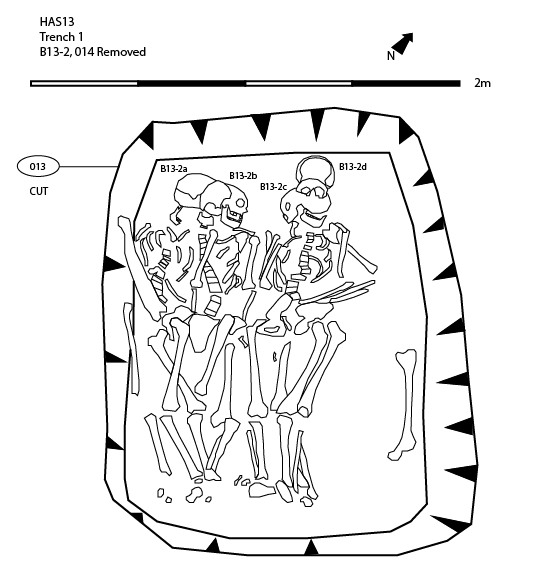 HAS13
Trench 1
B13-2, 014 Removed
N
2m
013
CUT
B13-2a
B13-2b
B13-2c
B13-2d